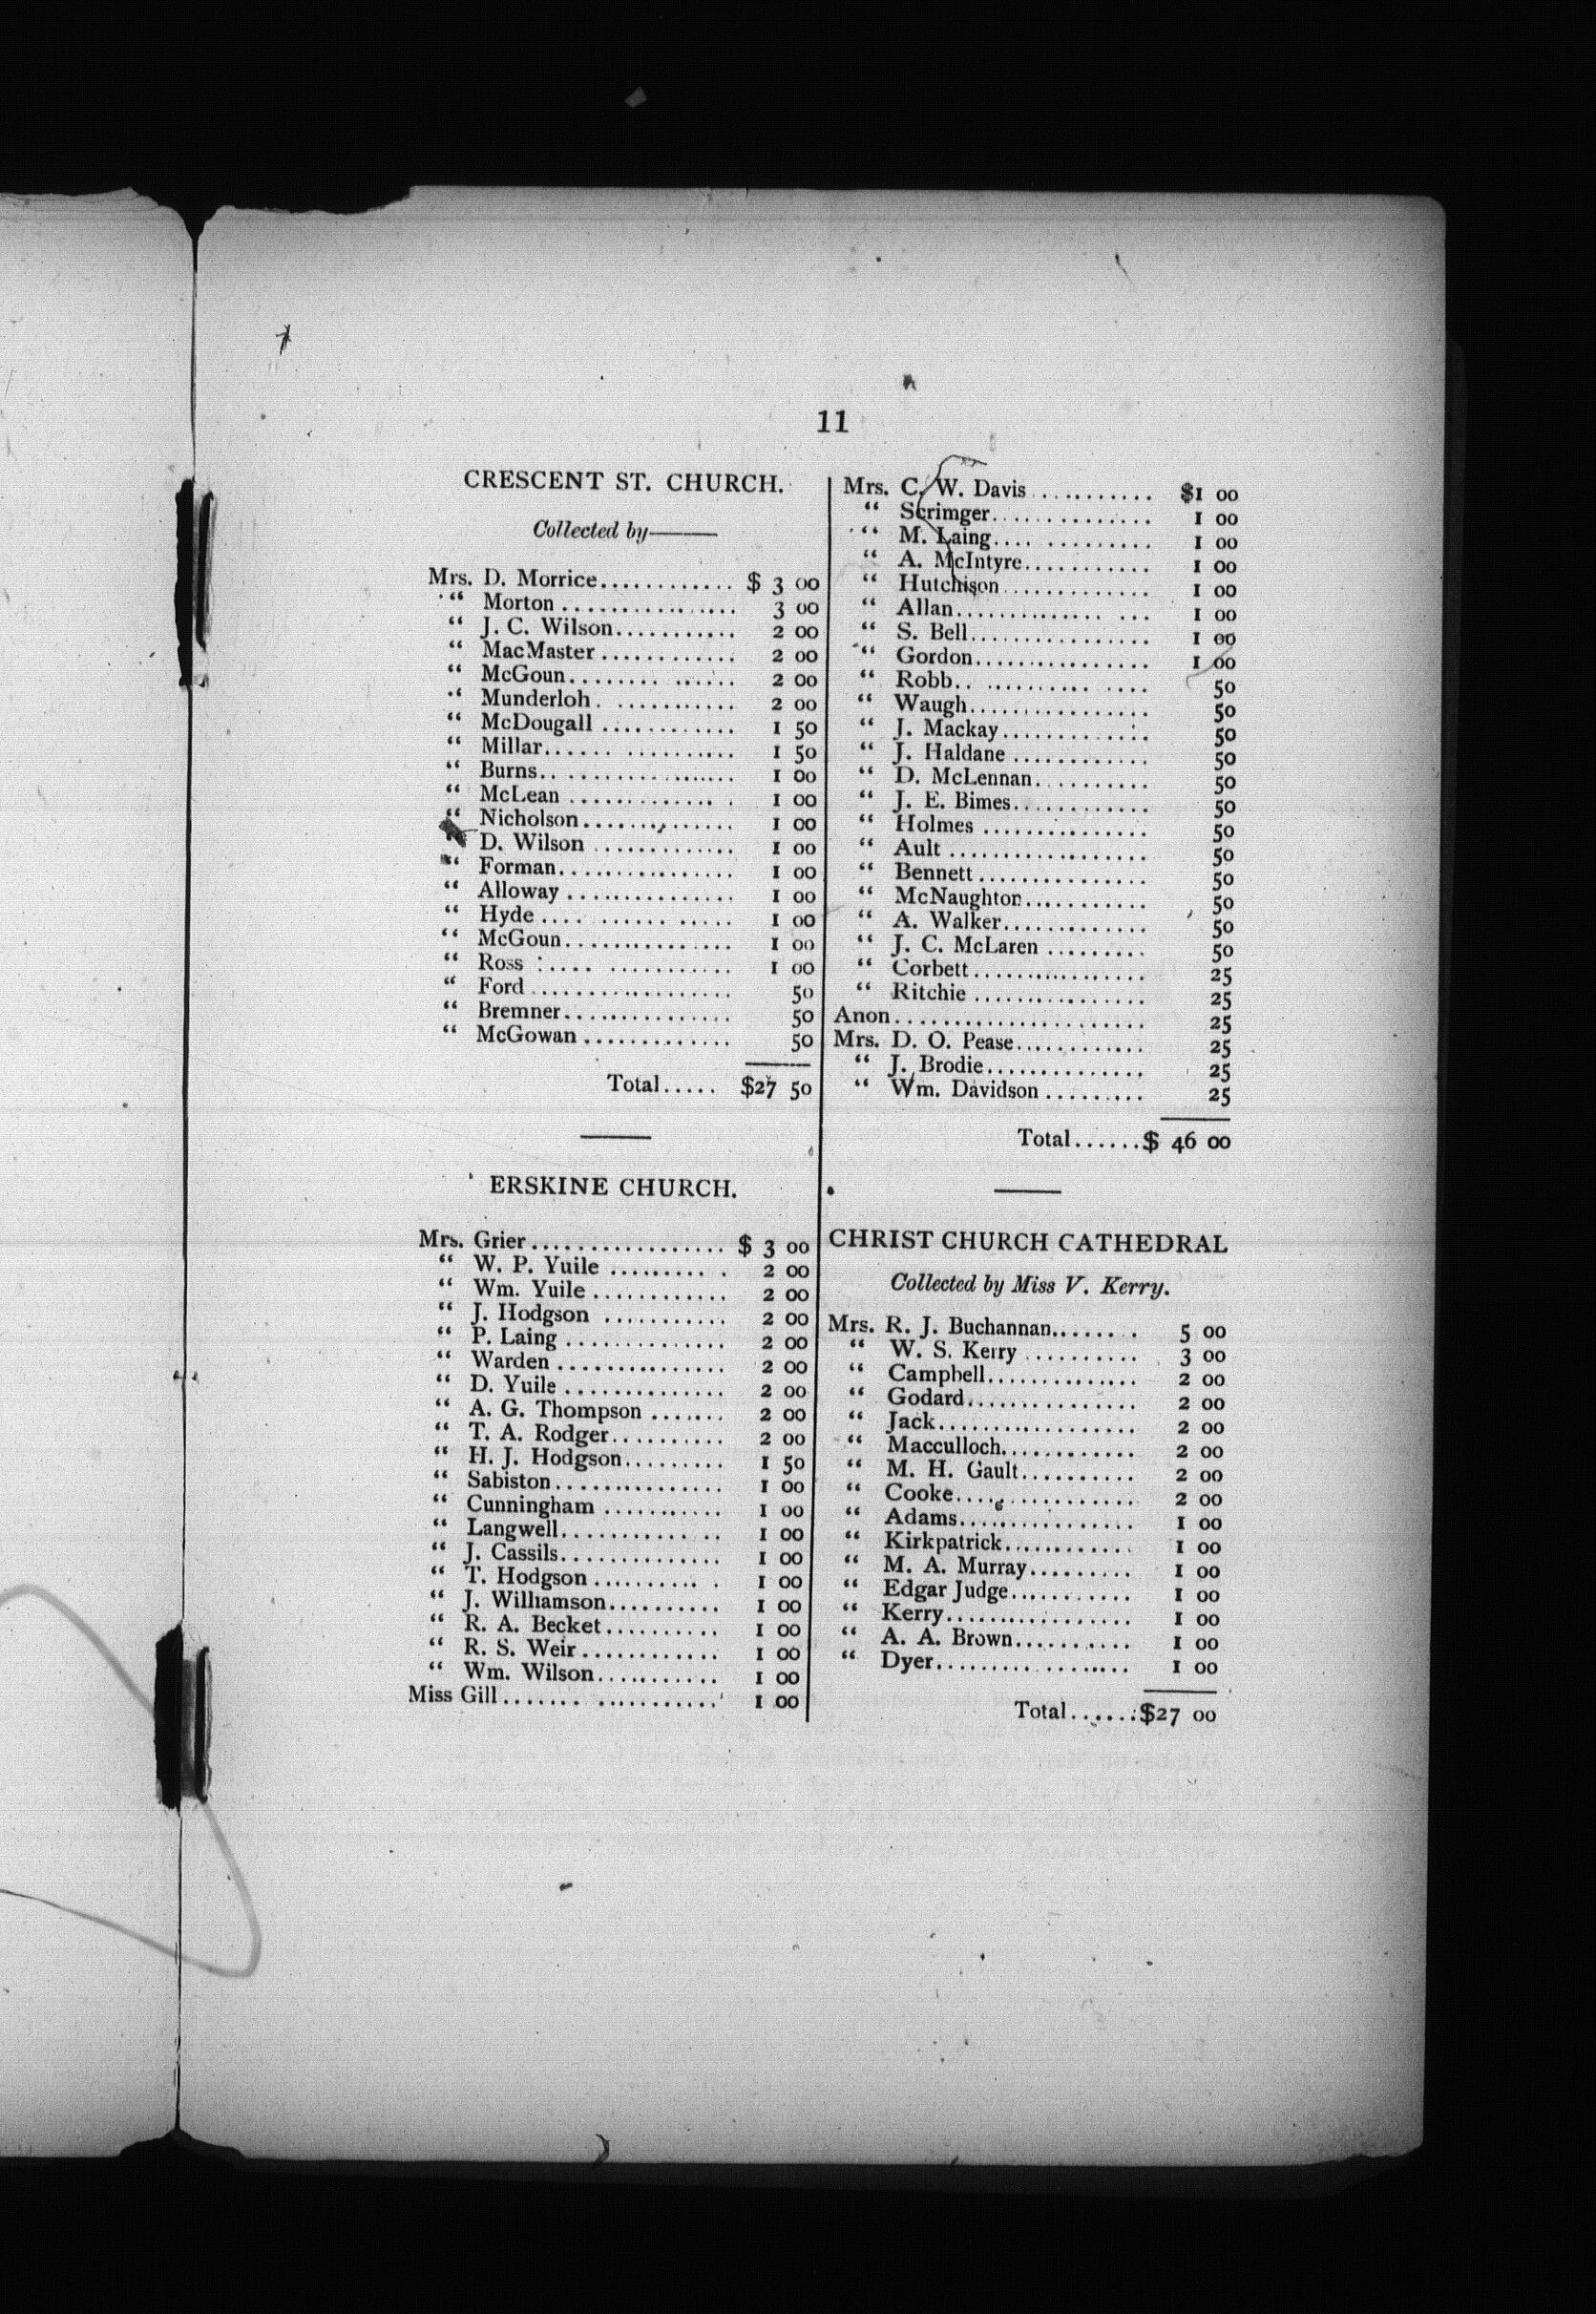 11
CRESCENT ST. CHURCH.
Collected by———
Mrs. D. Morrice............ $ 3 00
“ Morton ................ 3 00
“ J. C. Wilson........... 2 00
“ MacMaster ............ 2 00
“ McGoun............... 2 00
“ Munderloh. ........... 2 00
“ McDougall ............ 1 50
“ Millar...... .......... 1 50
“ Burns.................. 1 00
“ McLean ............. . 1 00
“ Nicholson.............. 1 00
“ D. Wilson ............. 1 00
“ Forman................ 1 00
“ Alloway ............... 1 00
“ Hyde .... ...... ..... 1 00
“ McGoun............... 1 00
“ Ross : .... ........... 1 00
“ Ford ................... 50
“ Bremner............... 50
“ McGowan ............. 50
Total..... $27 50
ERSKINE CHURCH.
Mrs. Grier.................. $ 3 00
“ W. P. Yuile ......... . 2 00
“ Wm. Yuile ............ 2 00
“ J. Hodgson ........... 2 00
“ P. Laing .............. 2 00
“ Warden ............... 2 00
“ D. Yuile .............. 2 00
“ A. G. Thompson ....... 2 00
“ T. A. Rodger.......... 2 00
“ H. J. Hodgson......... 1 50
“ Sabiston................ 1 00
“ Cunningham ........... 1 00
“ Langwell............ .. 1 00
“ J. Cassils............... 1 00
“ T. Hodgson .......... . 1 00
“ J. Williamson.......... 1 00
“ R. A. Becket.......... 1 00
“ R. S. Weir............. 1 00
“ Wm. Wilson........... 1 00
Miss Gill....... ........... 1 00
Mrs. C. W. Davis ........... $1 00
“ Scrimger............... 1 00
“ M. Laing.... .......... 1 00
“ A. McIntyre........... 1 00
“ Hutchison............. 1 00
“ Allan.............. ... 1 00
“ S. Bell................. 1 00
“ Gordon................ 1 00
“ Robb.. .......... .... 50
“ Waugh................. 50
“ J. Mackay.............. 50
“ J. Haldane ............ 50
“ D. McLennan.......... 50
“ J. E. Bimes............. 50
“ Holmes ............... 50
“ Ault ................... 50
“ Bennett................ 50
“ McNaughton........... 50
“ A. Walker............. 50
“ J. C. McLaren ......... 50
“ Corbett................. 25
“ Ritchie ................ 25
Anon........................ 25
Mrs. D. O. Pease............ 25
“ J. Brodie............... 25
“ Wm. Davidson ......... 25
Total......$ 46 00
CHRIST CHURCH CATHEDRAL
Collected by Miss V. Kerry.
Mrs. R. J. Buchannan....... . 5 00
“ W. S. Kerry .......... 3 00
“ Campbell.............. 2 00
“ Godard................ 2 00
“ Jack................... 2 00
“ Macculloch............. 2 00
“ M. H. Gault.......... 2 00
“ Cooke................. 2 00
“ Adams................ 1 00
“ Kirkpatrick............ 1 00
“ M. A. Murray......... 1 00
“ Edgar Judge........... 1 00
“ Kerry.................. 1 00
“ A. A. Brown........... 1 00
“ Dyer................... 1 00
Total......$27 00